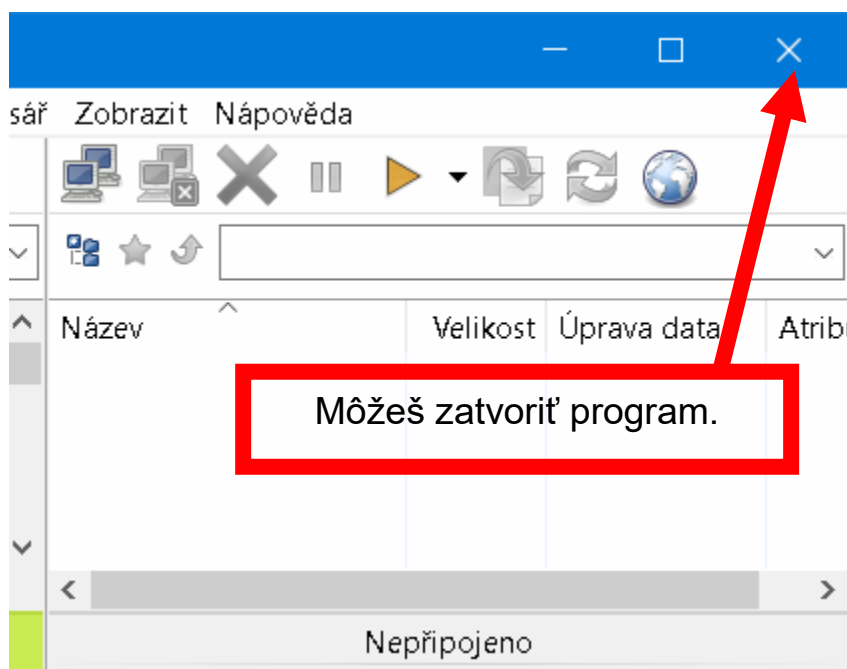 sář Zobrazit Nápověda
Název Velikost Úprava data Atribu
Môžeš zatvoriť program.
Nepřipojeno